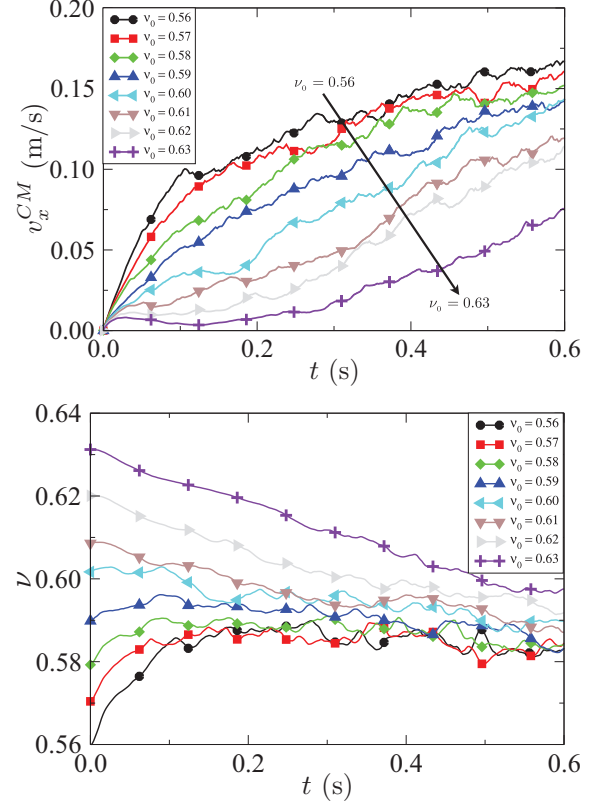 0.20
0.15
0.10
0.05
0.00
v_x^{CM} (m/s)
ν₀ = 0.56
ν₀ = 0.57
ν₀ = 0.58
ν₀ = 0.59
ν₀ = 0.60
ν₀ = 0.61
ν₀ = 0.62
ν₀ = 0.63
ν₀ = 0.56
ν₀ = 0.63
0.0 0.2 0.4 0.6
t (s)
0.64
0.62
0.60
0.58
0.56
ν
ν₀ = 0.56
ν₀ = 0.57
ν₀ = 0.58
ν₀ = 0.59
ν₀ = 0.60
ν₀ = 0.61
ν₀ = 0.62
ν₀ = 0.63
0.0 0.2 0.4 0.6
t (s)